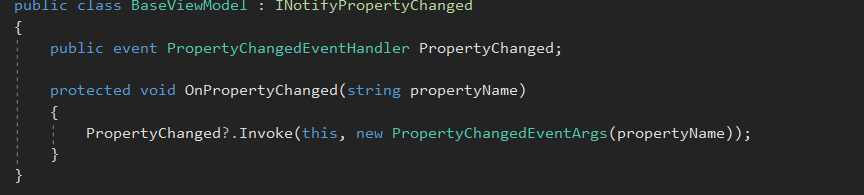 public class BaseViewModel : INotifyPropertyChanged
{
public event PropertyChangedEventHandler PropertyChanged;
protected void OnPropertyChanged(string propertyName)
{
PropertyChanged?.Invoke(this, new PropertyChangedEventArgs(propertyName));
}
}